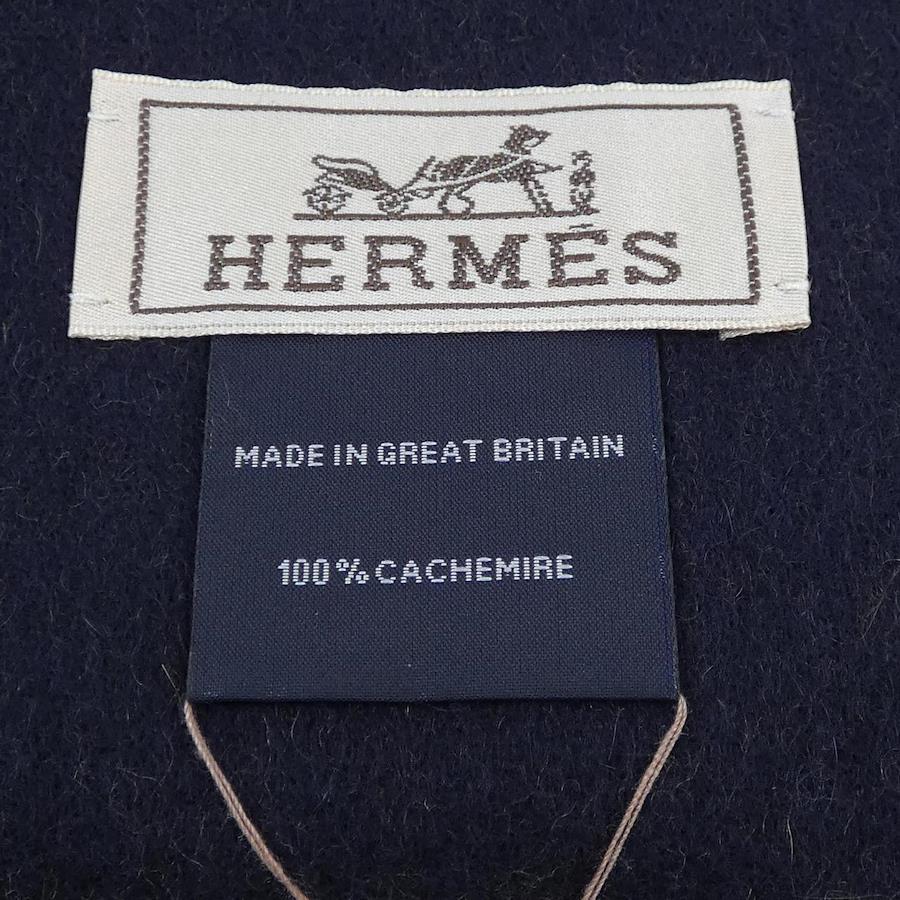 HERMÈS
MADE IN GREAT BRITAIN
100% CACHEMIRE